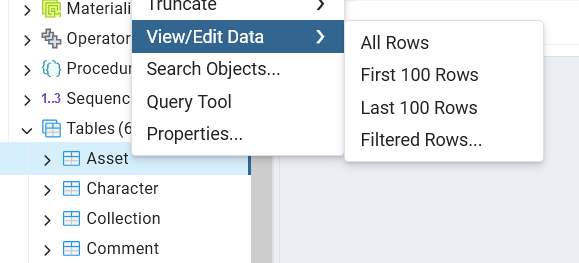 Truncate
Materiali
View/Edit Data
All Rows
Operator
First 100 Rows
Procedur
Search Objects...
1..3 Sequenc
Query Tool
Last 100 Rows
Tables (6
Properties...
Filtered Rows...
Asset
Character
Collection
Comment